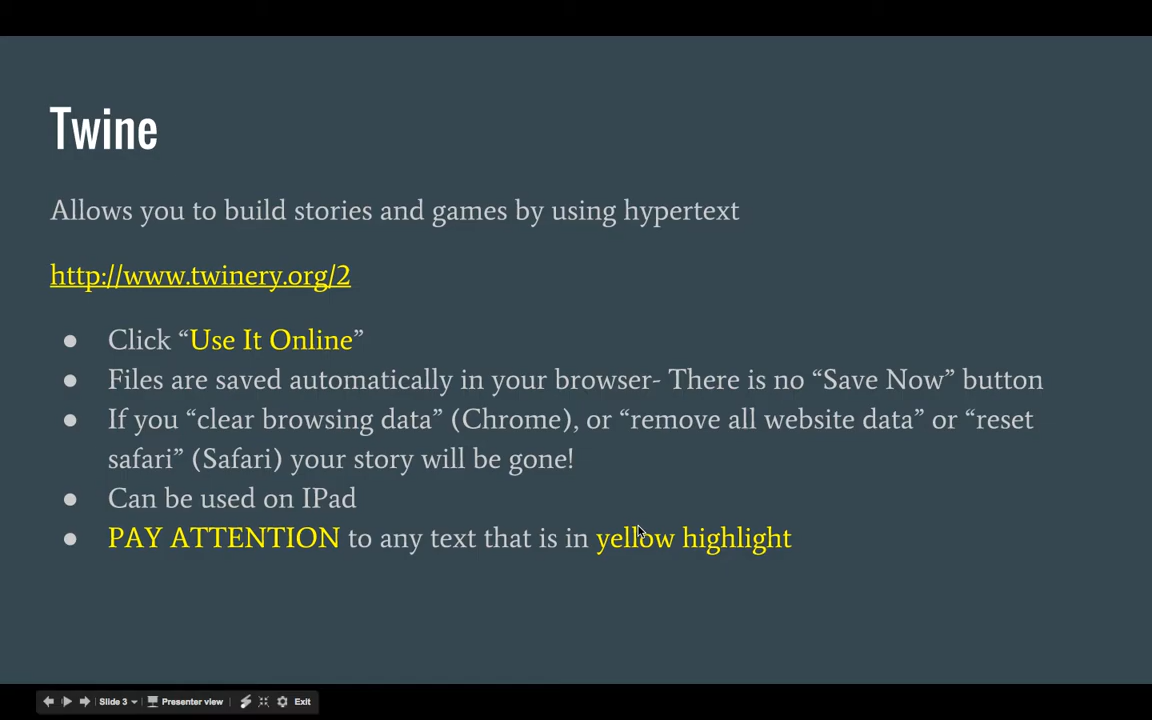 Twine
Allows you to build stories and games by using hypertext
http://www.twinery.org/2
● Click “Use It Online”
● Files are saved automatically in your browser- There is no “Save Now” button
● If you “clear browsing data” (Chrome), or “remove all website data” or “reset
safari” (Safari) your story will be gone!
● Can be used on IPad
● PAY ATTENTION to any text that is in yellow highlight
Slide 3 Presenter view Exit